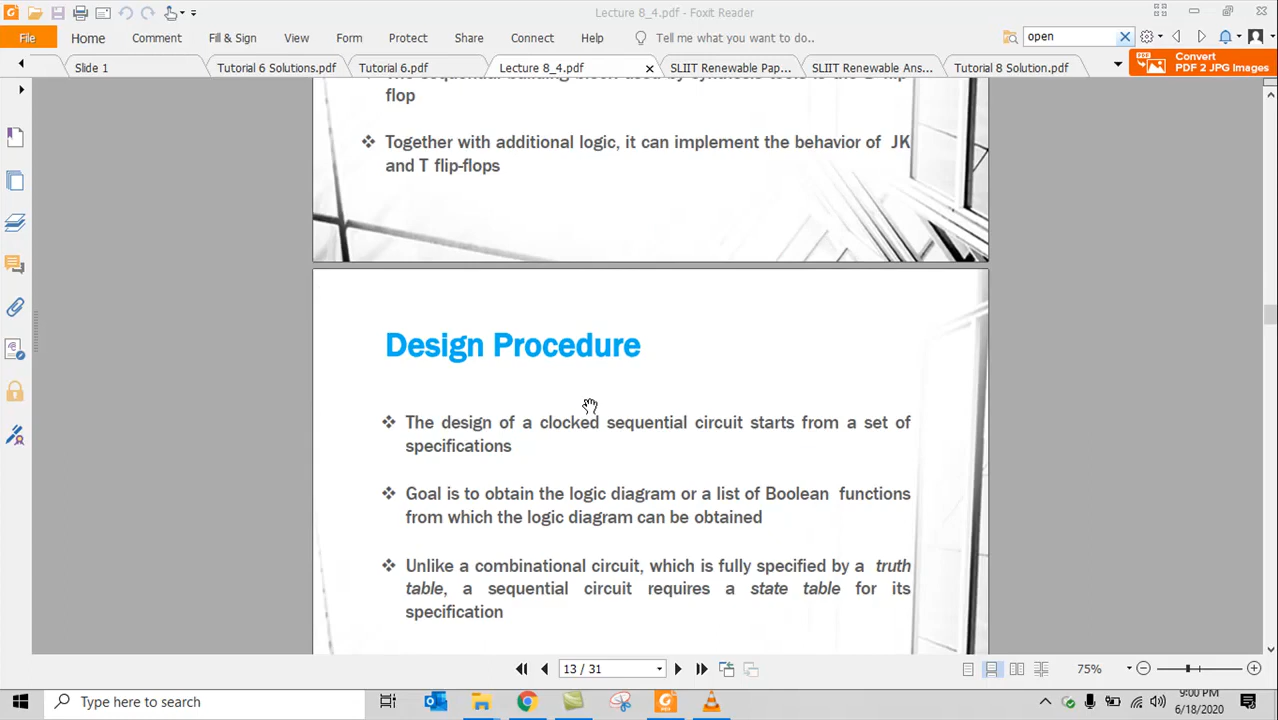 Lecture 8_4.pdf - Foxit Reader
File
Home
Comment
Fill & Sign
View
Form
Protect
Share
Connect
Help
Tell me what you want to do..
open
Slide 1
Tutorial 6 Solutions.pdf
Tutorial 6.pdf
Lecture 8_4.pdf
SLIIT Renewable Pap...
SLIIT Renewable Ans...
Tutorial 8 Solution.pdf
Convert
PDF 2 JPG Images
flop
Together with additional logic, it can implement the behavior of JK
and T flip-flops
Design Procedure
The design of a clocked sequential circuit starts from a set of
specifications
Goal is to obtain the logic diagram or a list of Boolean functions
from which the logic diagram can be obtained
Unlike a combinational circuit, which is fully specified by a truth
table, a sequential circuit requires a state table for its
specification
13 / 31
75%
Type here to search
9:00 PM
6/18/2020